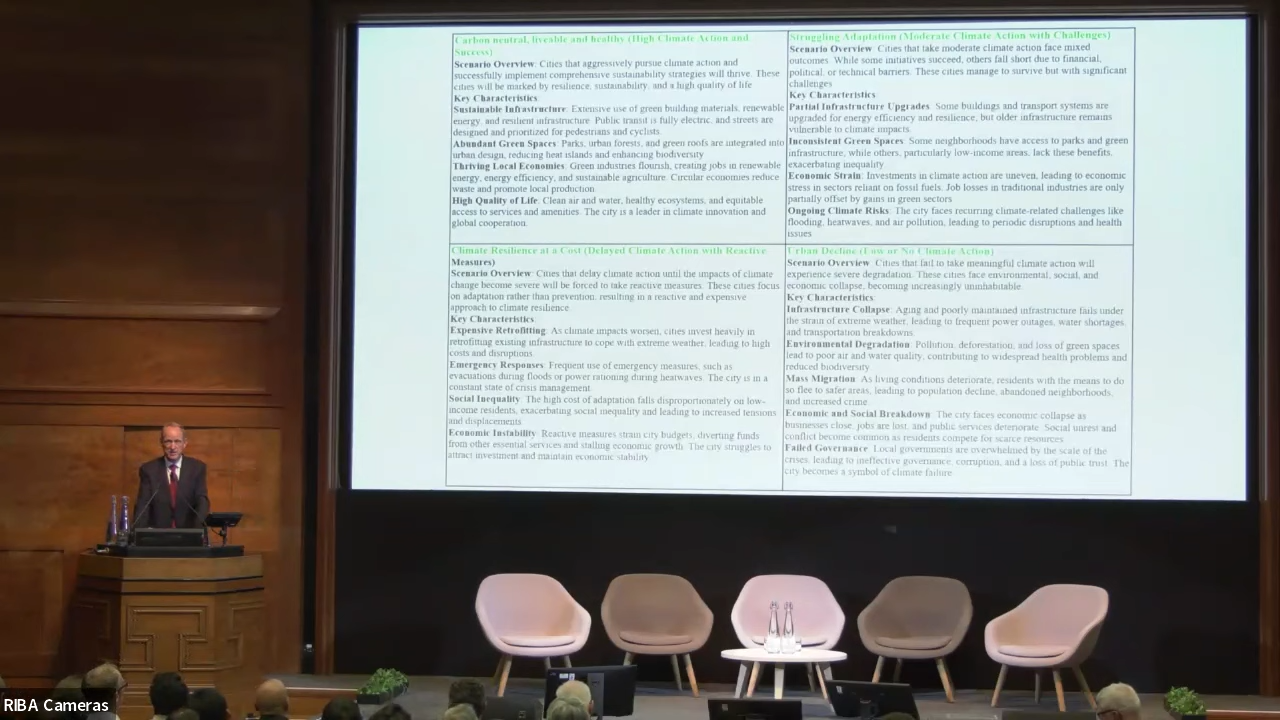 Carbon neutral, liveable and healthy (High Climate Action and
Success)
Scenario Overview: Cities that aggressively pursue climate action and
successfully implement comprehensive sustainability strategies will thrive. These
cities will be marked by resilience, sustainability, and a high quality of life
Key Characteristics:
Sustainable Infrastructure: Extensive use of green building materials, renewable
energy, and resilient infrastructure. Public transit is fully electric, and streets are
designed and prioritized for pedestrians and cyclists.
Abundant Green Spaces: Parks, urban forests, and green roofs are integrated into
urban design, reducing heat islands and enhancing biodiversity
Thriving Local Economies: Green industries flourish, creating jobs in renewable
energy, energy efficiency, and sustainable agriculture. Circular economies reduce
waste and promote local production.
High Quality of Life: Clean air and water, healthy ecosystems, and equitable
access to services and amenities. The city is a leader in climate innovation and
global cooperation.
Struggling Adaptation (Moderate Climate Action with Challenges)
Scenario Overview: Cities that take moderate climate action face mixed
outcomes. While some initiatives succeed, others fall short due to financial,
political, or technical barriers. These cities manage to survive but with significant
challenges
Key Characteristics:
Partial Infrastructure Upgrades: Some buildings and transport systems are
upgraded for energy efficiency and resilience, but older infrastructure remains
vulnerable to climate impacts.
Inconsistent Green Spaces: Some neighborhoods have access to parks and green
infrastructure, while others, particularly low-income areas, lack these benefits,
exacerbating inequality
Economic Strain: Investments in climate action are uneven, leading to economic
stress in sectors reliant on fossil fuels. Job losses in traditional industries are only
partially offset by gains in green sectors
Ongoing Climate Risks: The city faces recurring climate-related challenges like
flooding, heatwaves, and air pollution, leading to periodic disruptions and health
issues
Climate Resilience at a Cost (Delayed Climate Action with Reactive
Measures)
Scenario Overview: Cities that delay climate action until the impacts of climate
change become severe will be forced to take reactive measures. These cities focus
on adaptation rather than prevention, resulting in a reactive and expensive
approach to climate resilience.
Key Characteristics:
Expensive Retrofitting: As climate impacts worsen, cities invest heavily in
retrofitting existing infrastructure to cope with extreme weather, leading to high
costs and disruptions.
Emergency Responses: Frequent use of emergency measures, such as
evacuations during floods or power rationing during heatwaves. The city is in a
constant state of crisis management.
Social Inequality: The high cost of adaptation falls disproportionately on low-
income residents, exacerbating social inequality and leading to increased tensions
and displacements
Economic Instability: Reactive measures strain city budgets, diverting funds
from other essential services and stalling economic growth. The city struggles to
attract investment and maintain economic stability.
Urban Decline (Low or No Climate Action)
Scenario Overview: Cities that fail to take meaningful climate action will
experience severe degradation. These cities face environmental, social, and
economic collapse, becoming increasingly uninhabitable.
Key Characteristics:
Infrastructure Collapse: Aging and poorly maintained infrastructure fails under
the strain of extreme weather, leading to frequent power outages, water shortages,
and transportation breakdowns.
Environmental Degradation: Pollution, deforestation, and loss of green spaces
lead to poor air and water quality, contributing to widespread health problems and
reduced biodiversity
Mass Migration: As living conditions deteriorate, residents with the means to do
so flee to safer areas, leading to population decline, abandoned neighborhoods,
and increased crime.
Economic and Social Breakdown: The city faces economic collapse as
businesses close, jobs are lost, and public services deteriorate. Social unrest and
conflict become common as residents compete for scarce resources.
Failed Governance: Local governments are overwhelmed by the scale of the
crises, leading to ineffective governance, corruption, and a loss of public trust. The
city becomes a symbol of climate failure.
RIBA Cameras